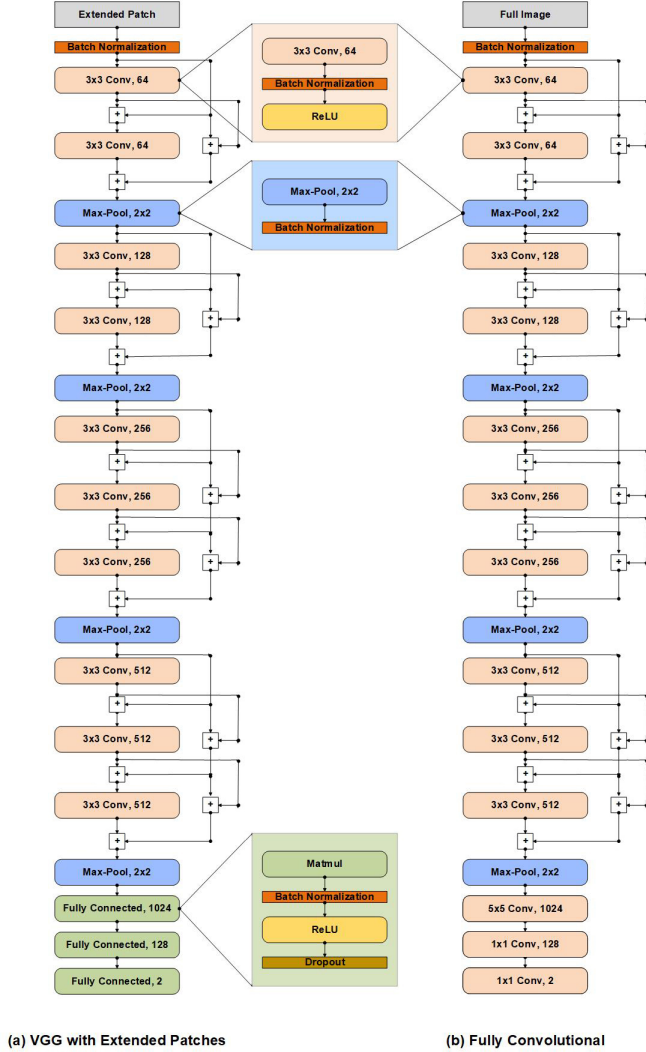 Extended Patch
Batch Normalization
3x3 Conv, 64
+
+
3x3 Conv, 64
+
Max-Pool, 2x2
3x3 Conv, 128
+
+
3x3 Conv, 128
+
Max-Pool, 2x2
3x3 Conv, 256
+
3x3 Conv, 256
+
+
3x3 Conv, 256
+
+
Max-Pool, 2x2
3x3 Conv, 512
+
3x3 Conv, 512
+
+
3x3 Conv, 512
+
+
Max-Pool, 2x2
Fully Connected, 1024
Fully Connected, 128
Fully Connected, 2
(a) VGG with Extended Patches
3x3 Conv, 64
Batch Normalization
ReLU
Max-Pool, 2x2
Batch Normalization
Matmul
Batch Normalization
ReLU
Dropout
Full Image
Batch Normalization
3x3 Conv, 64
+
+
3x3 Conv, 64
+
Max-Pool, 2x2
3x3 Conv, 128
+
+
3x3 Conv, 128
+
Max-Pool, 2x2
3x3 Conv, 256
+
3x3 Conv, 256
+
+
3x3 Conv, 256
+
+
Max-Pool, 2x2
3x3 Conv, 512
+
3x3 Conv, 512
+
+
3x3 Conv, 512
+
+
Max-Pool, 2x2
5x5 Conv, 1024
1x1 Conv, 128
1x1 Conv, 2
(b) Fully Convolutional